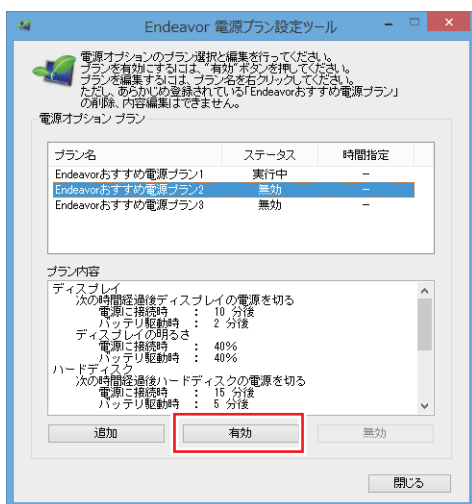 Endeavor 電源プラン設定ツール
電源オプションのプラン選択と編集を行ってください。
プランを有効にするには、"有効"ボタンを押してください。
プランを編集するには、プラン名を右クリックしてください。
ただし、あらかじめ登録されている「Endeavorおすすめ電源プラン」
の削除、内容編集はできません。
電源オプション プラン
プラン名 ステータス 時間指定
Endeavorおすすめ電源プラン1 実行中 −
Endeavorおすすめ電源プラン2 無効 −
Endeavorおすすめ電源プラン3 無効
プラン内容
ディスプレイ
次の時間経過後ディスプレイの電源を切る
電源に接続時 : 10 分後
バッテリ駆動時 : 2 分後
ディスプレイの明るさ
電源に接続時 : 40%
バッテリ駆動時 : 40%
ハードディスク
次の時間経過後ハードディスクの電源を切る
電源に接続時 : 15 分後
バッテリ駆動時 : 5 分後
追加 有効 無効
閉じる